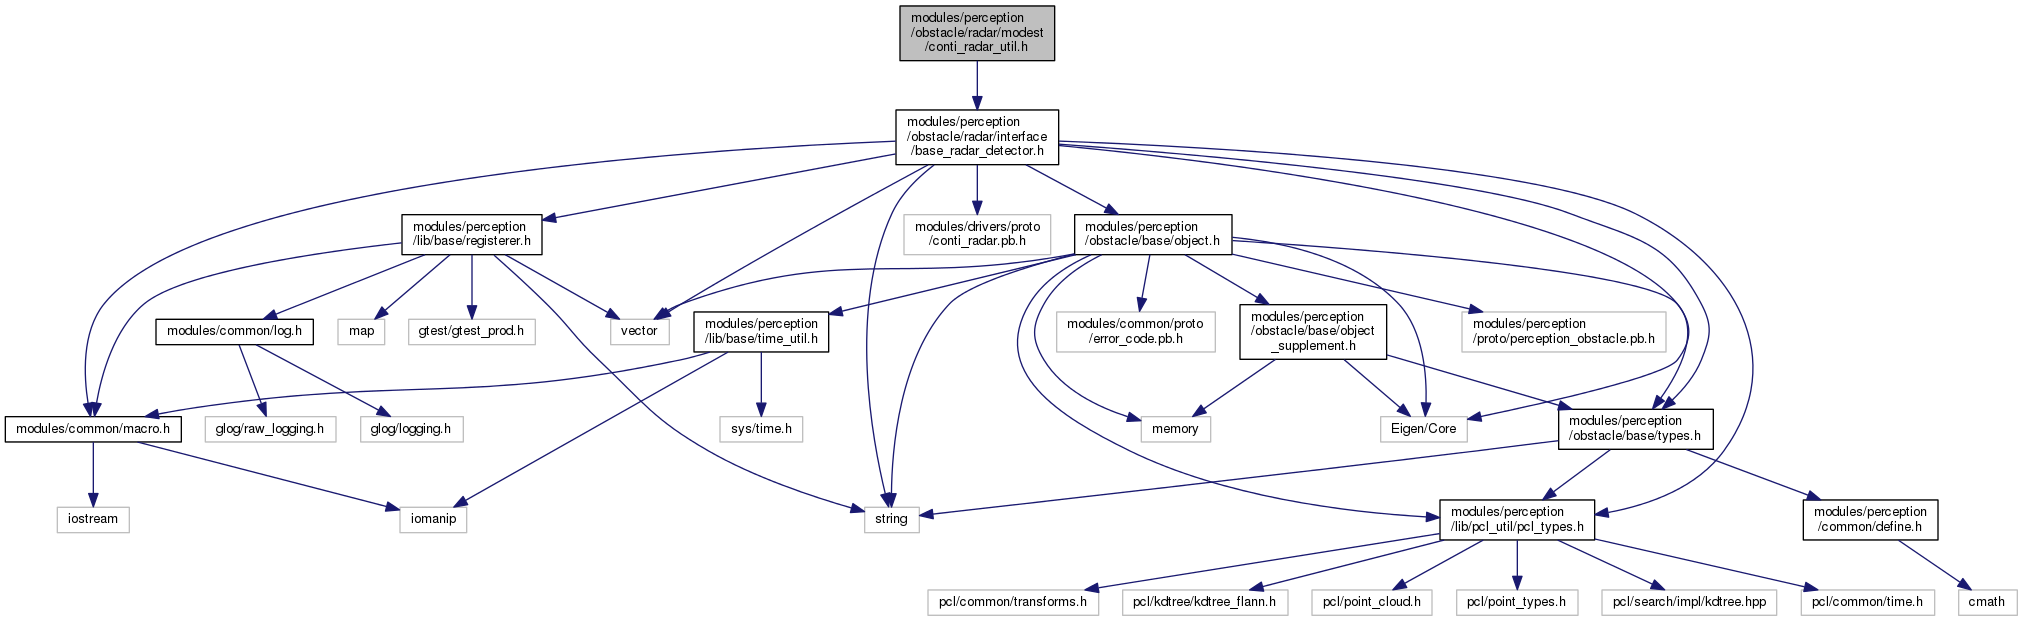 modules/perception
/obstacle/radar/modest
/conti_radar_util.h
modules/perception
/obstacle/radar/interface
/base_radar_detector.h
modules/perception
/lib/base/registerer.h
modules/drivers/proto
/conti_radar.pb.h
modules/perception
/obstacle/base/object.h
modules/common/log.h
map
gtest/gtest_prod.h
vector
modules/perception
/lib/base/time_util.h
modules/common/proto
/error_code.pb.h
modules/perception
/obstacle/base/object
_supplement.h
modules/perception
/proto/perception_obstacle.pb.h
modules/common/macro.h
glog/raw_logging.h
glog/logging.h
sys/time.h
memory
Eigen/Core
modules/perception
/obstacle/base/types.h
iostream
iomanip
string
modules/perception
/lib/pcl_util/pcl_types.h
modules/perception
/common/define.h
pcl/common/transforms.h
pcl/kdtree/kdtree_flann.h
pcl/point_cloud.h
pcl/point_types.h
pcl/search/impl/kdtree.hpp
pcl/common/time.h
cmath